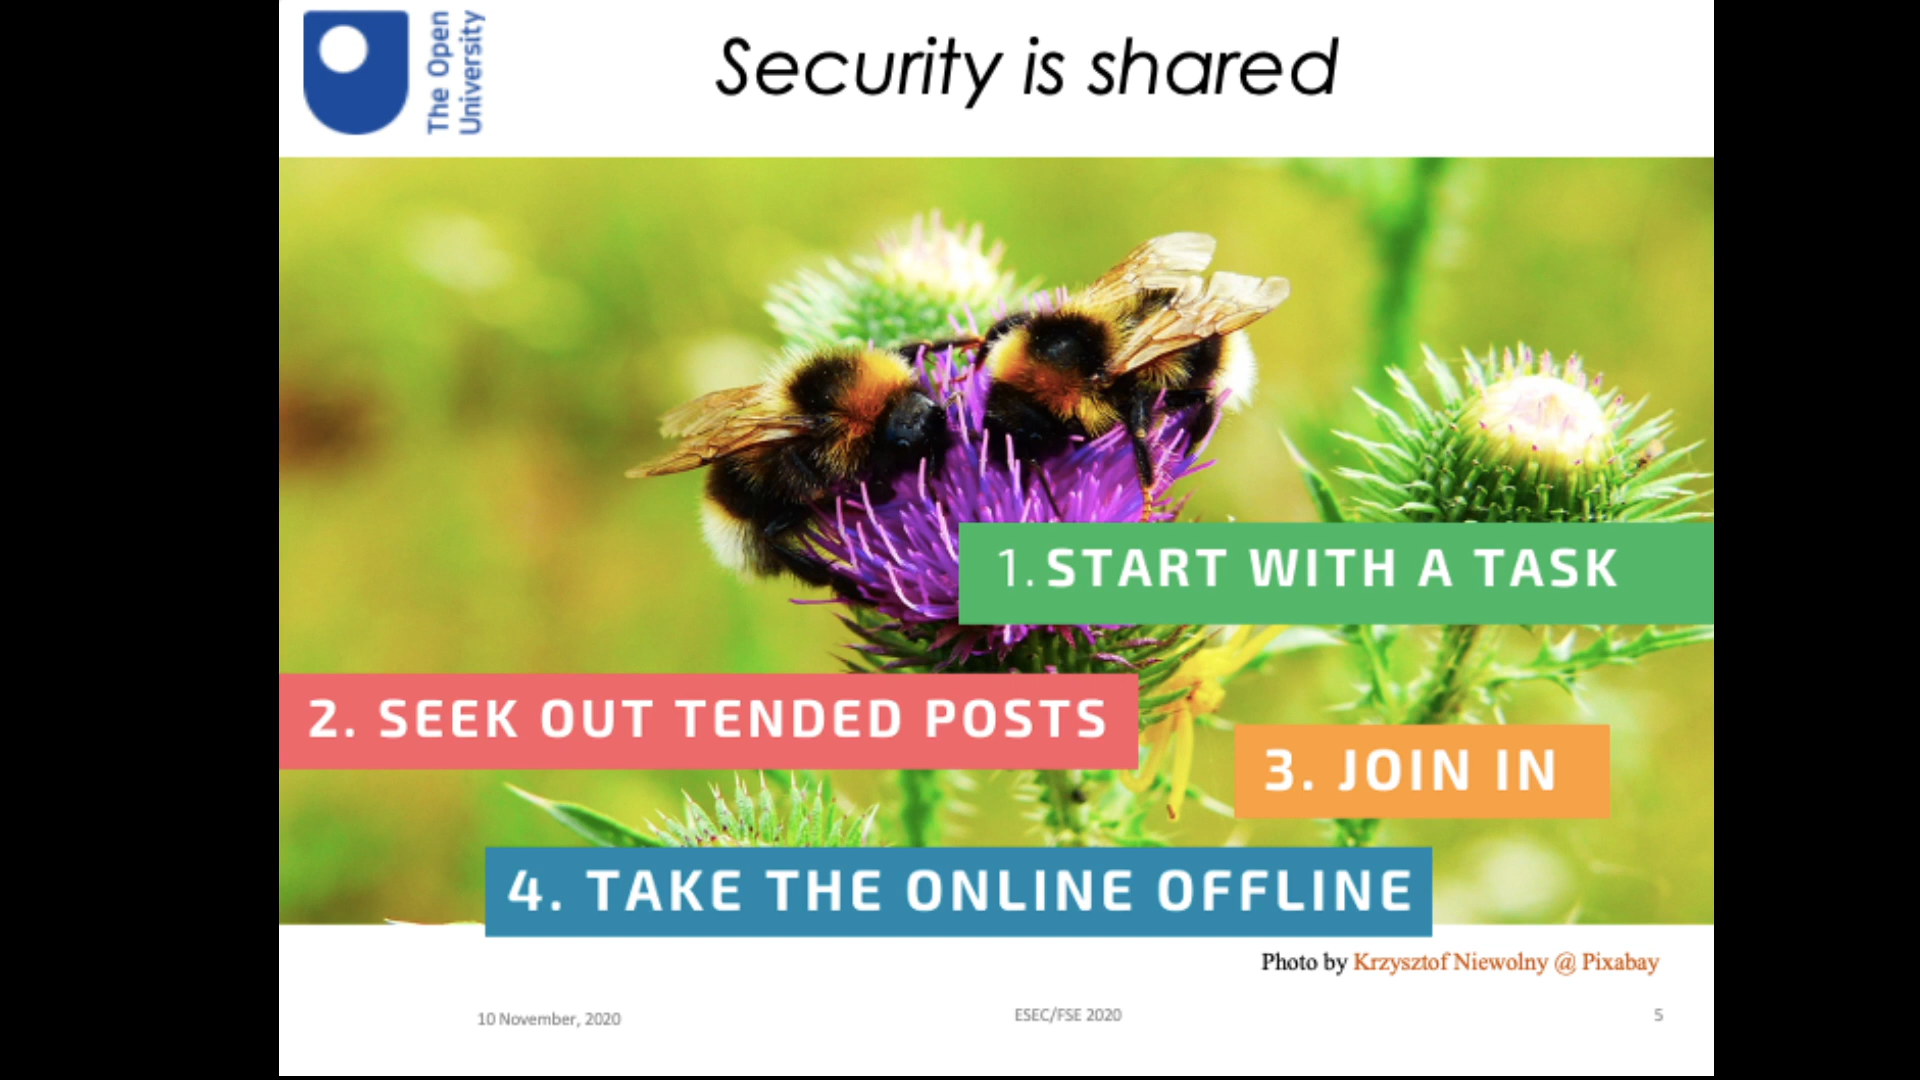 The Open
University
Security is shared
1. START WITH A TASK
2. SEEK OUT TENDED POSTS
3. JOIN IN
4. TAKE THE ONLINE OFFLINE
Photo by Krzysztof Niewolny @ Pixabay
10 November, 2020
ESEC/FSE 2020
5